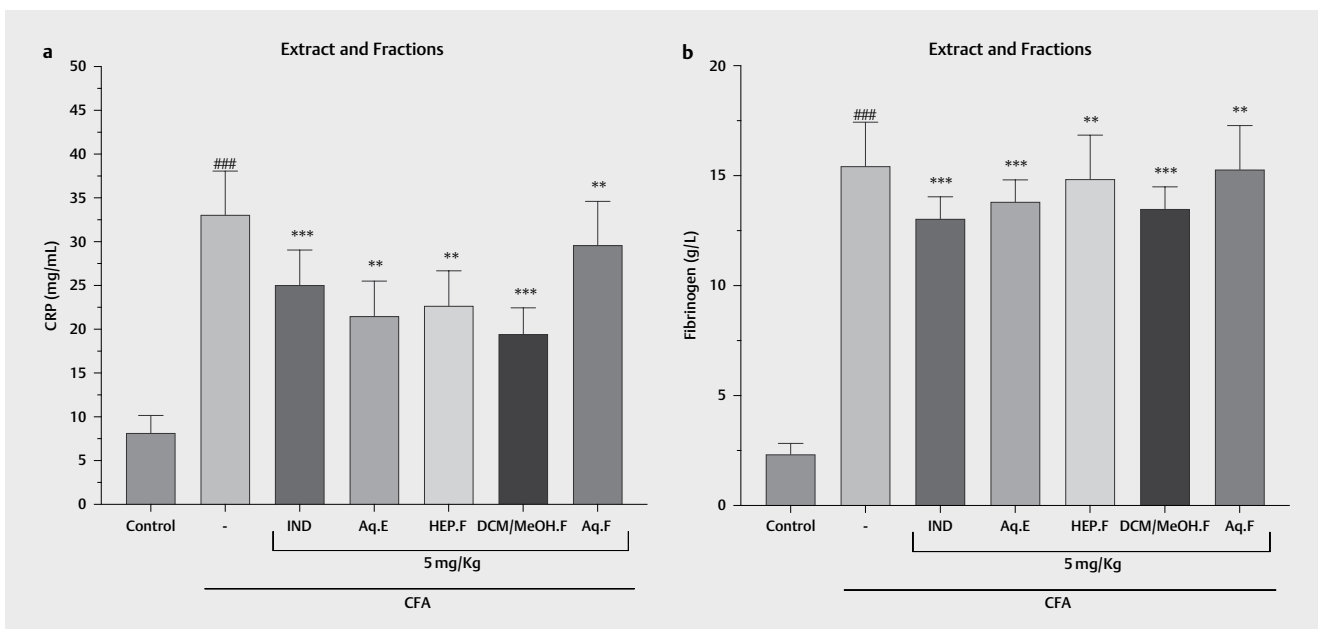 a
Extract and Fractions
50
45
40
35
30
25
20
15
10
5
0
CRP (mg/mL)
###
***
**
**
***
**
Control - IND Aq.E HEP.F DCM/MeOH.F Aq.F
5 mg/Kg
CFA
b
Extract and Fractions
20
15
10
5
0
Fibrinogen (g/L)
###
***
***
**
***
**
Control - IND Aq.E HEP.F DCM/MeOH.F Aq.F
5 mg/Kg
CFA